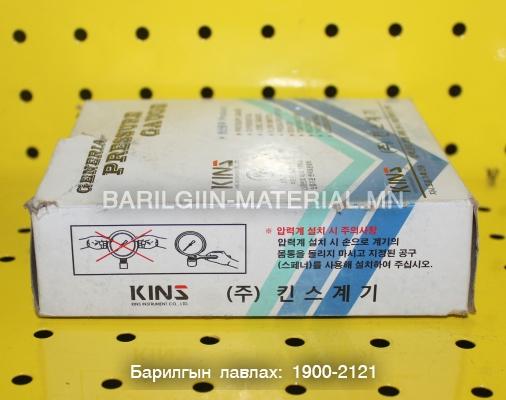 GENERAL
PRESSURE
GAUGE
KINS
KINS
BARILGIIN-MATERIAL.MN
※ 압력계 설치 시 주의사항
압력계 설치 시 손으로 계기의
몸통을 돌리지 마시고 지정된 공구
(스패너)를 사용해 설치하여 주십시오.
KINS
KINS INSTRUMENT CO., LTD.
(주) 킨스계기
Барилгын лавлах: 1900-2121